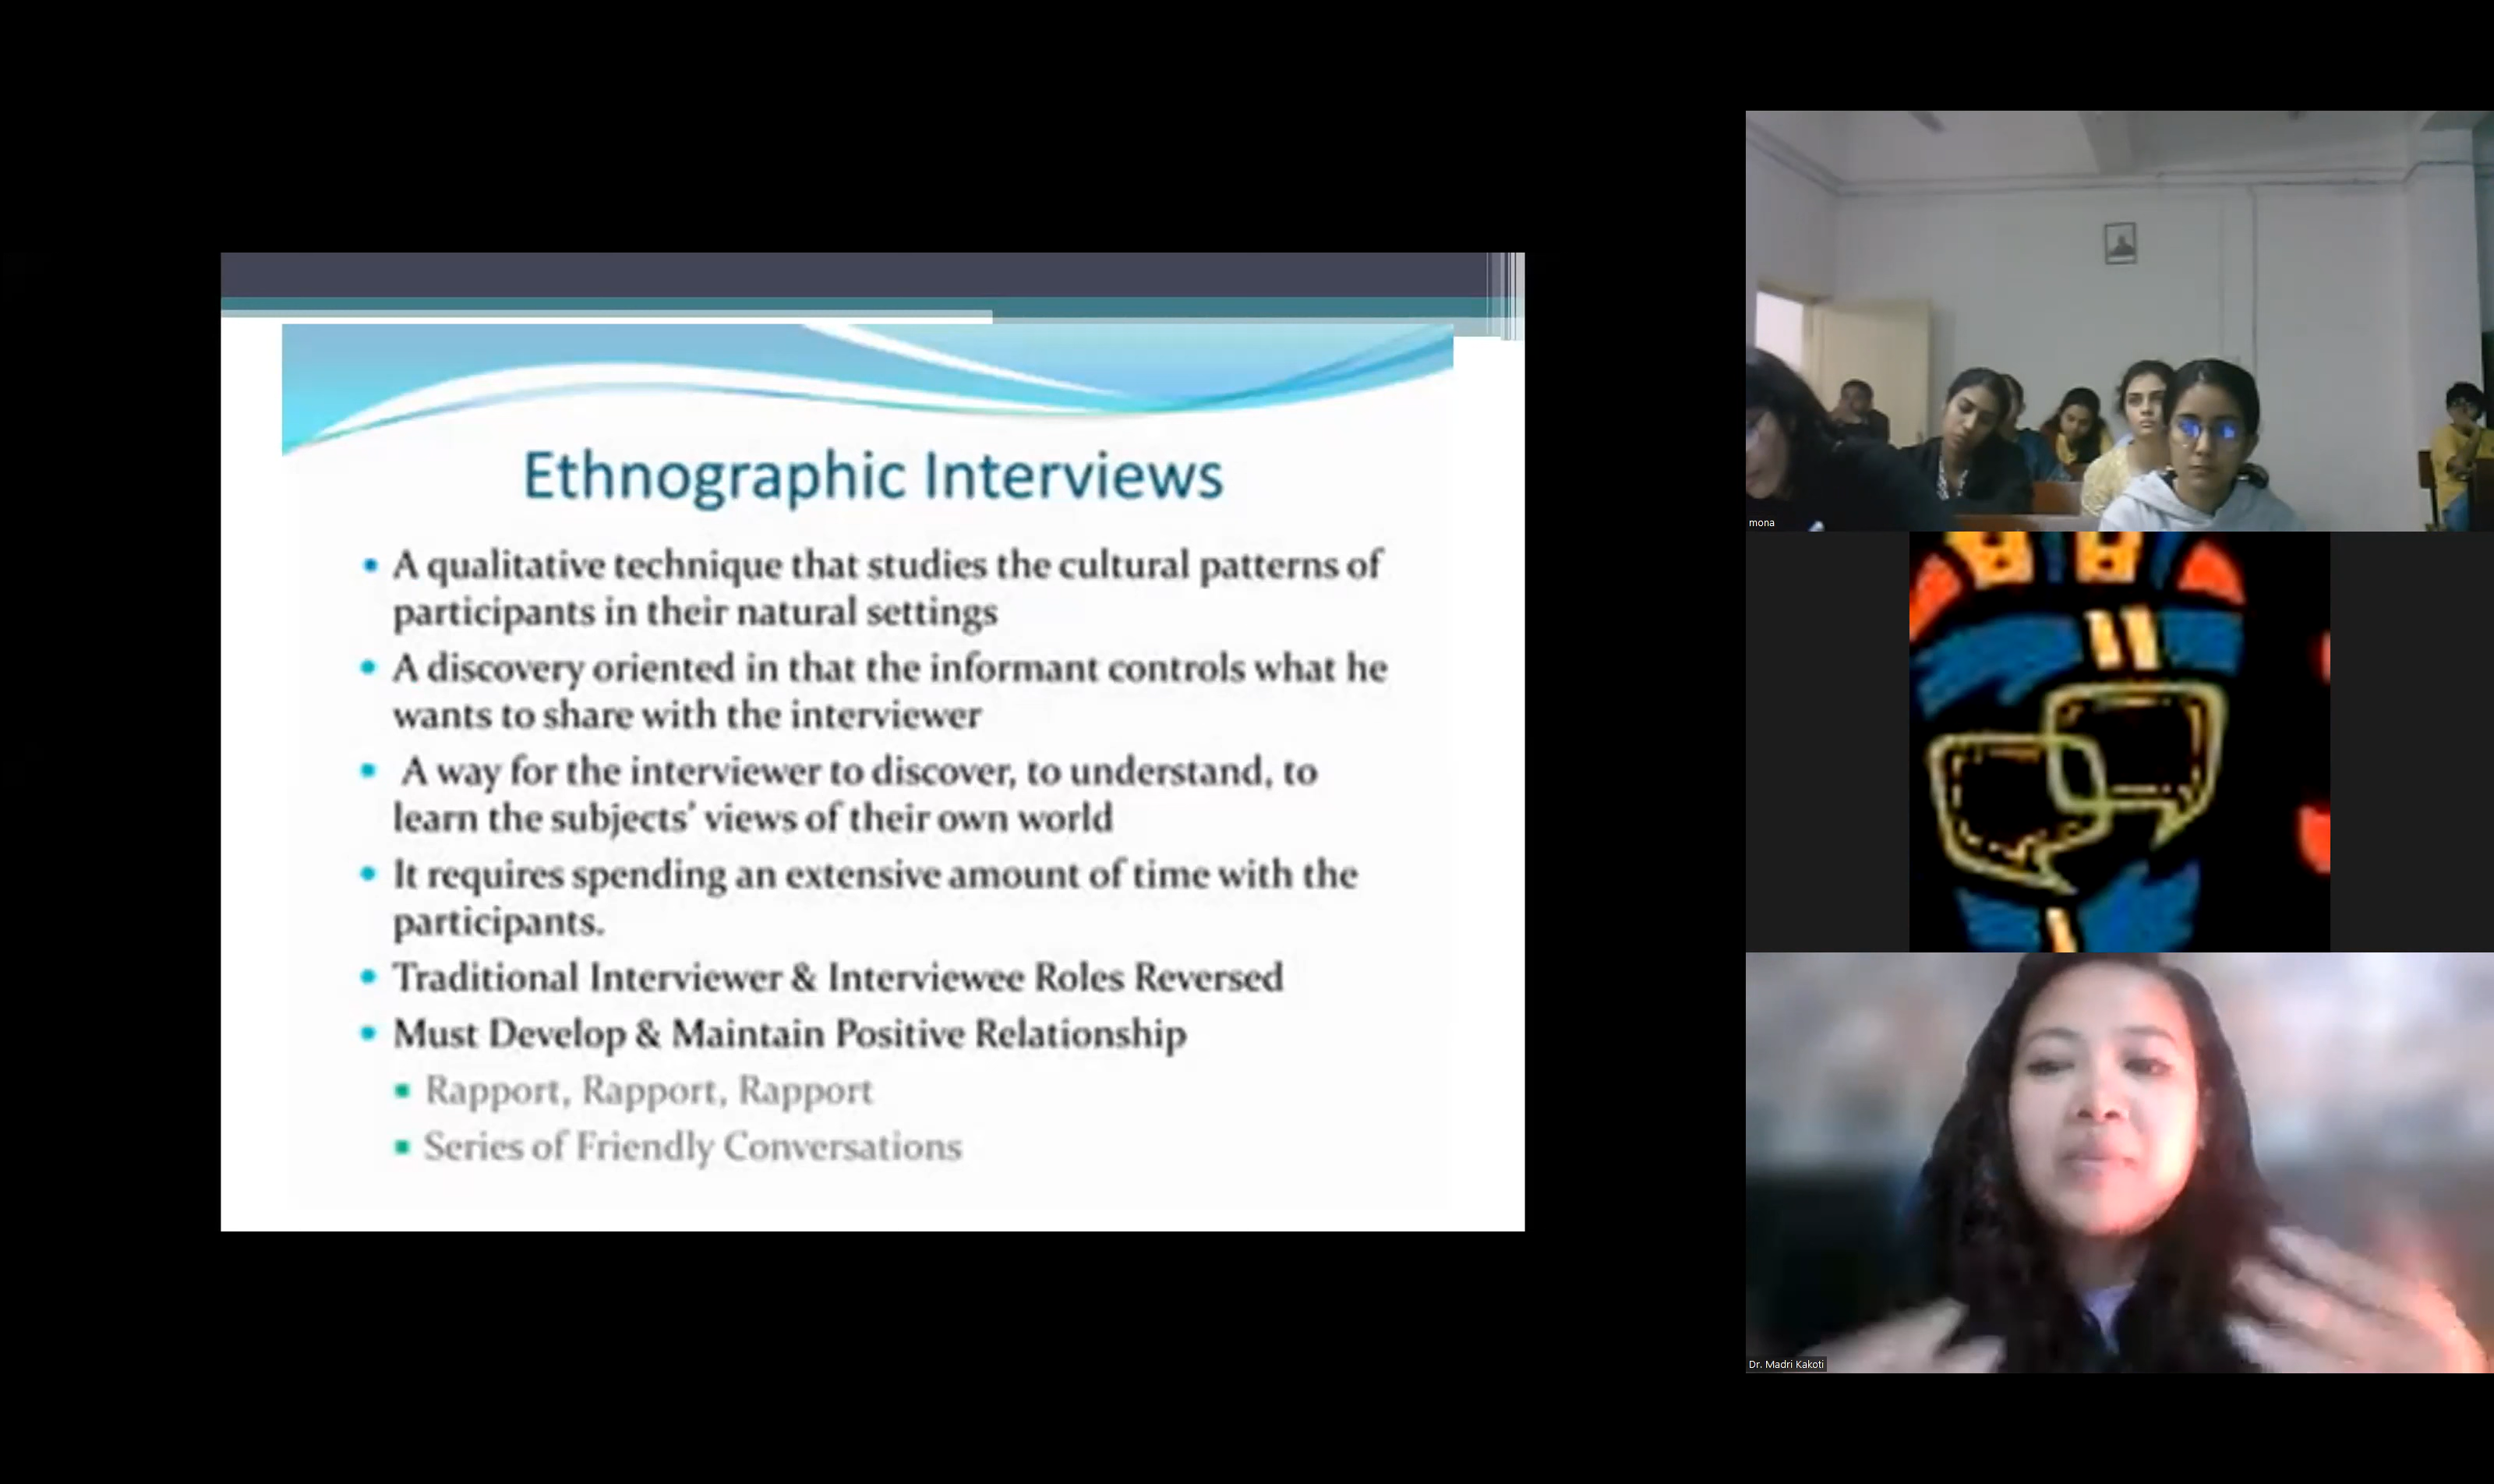 Ethnographic Interviews
A qualitative technique that studies the cultural patterns of
participants in their natural settings
A discovery oriented in that the informant controls what he
wants to share with the interviewer
A way for the interviewer to discover, to understand, to
learn the subjects' views of their own world
It requires spending an extensive amount of time with the
participants.
Traditional Interviewer & Interviewee Roles Reversed
Must Develop & Maintain Positive Relationship
Rapport, Rapport, Rapport
Series of Friendly Conversations
mona
Dr. Madri Kakoti